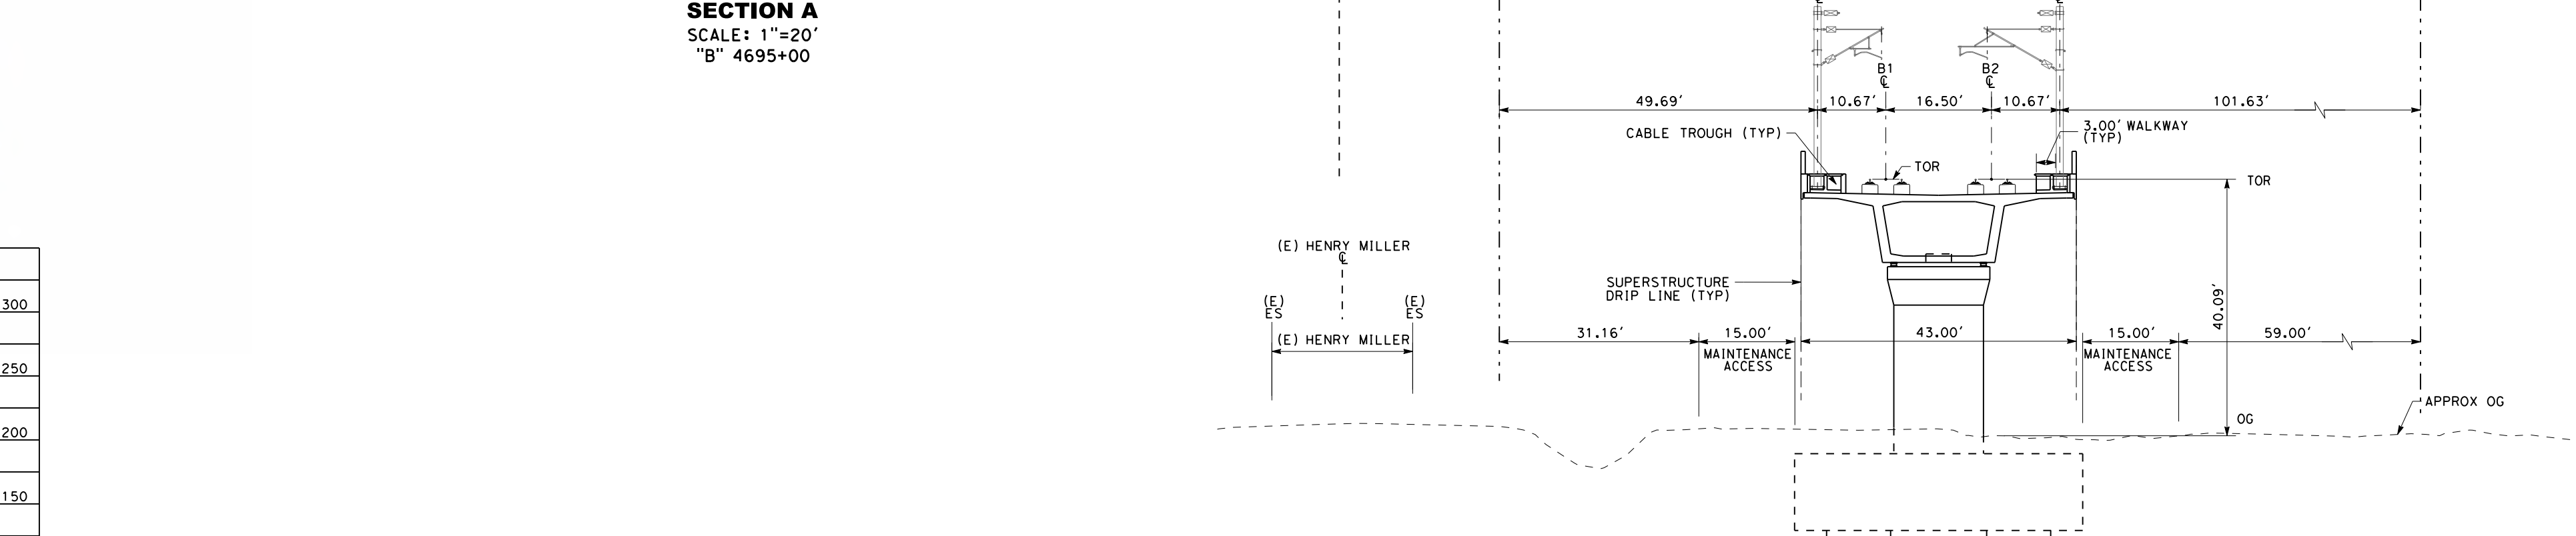 SECTION A
SCALE: 1"=20'
"B" 4695+00
300
250
200
150
℄
℄
B1
℄
B2
℄
49.69'
10.67'
16.50'
10.67'
101.63'
CABLE TROUGH (TYP)
3.00' WALKWAY
(TYP)
TOR
TOR
(E) HENRY MILLER
℄
SUPERSTRUCTURE
DRIP LINE (TYP)
(E)
ES
(E)
ES
(E) HENRY MILLER
31.16'
15.00'
MAINTENANCE
ACCESS
43.00'
15.00'
MAINTENANCE
ACCESS
59.00'
40.09'
APPROX OG
OG